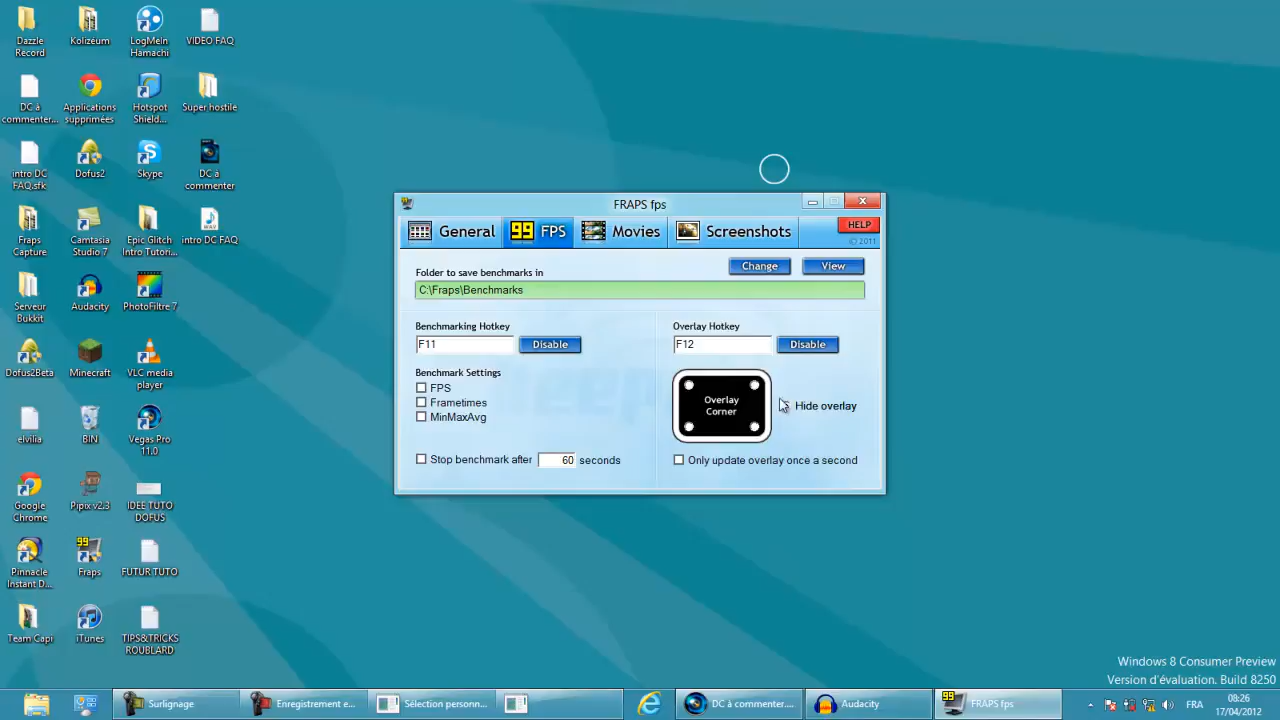 Dazzle Record
Kolizeum
LogMeIn Hamachi
VIDEO FAQ
DC à commenter...
Applications supprimées
Hotspot Shield...
Super hostile
intro DC FAQ.sfk
Dofus2
Skype
DC à commenter
Fraps Capture
Camtasia Studio 7
Epic Glitch Intro Tutori...
intro DC FAQ
Serveur Bukkit
Audacity
PhotoFiltre 7
Dofus2Beta
Minecraft
VLC media player
elvilia
BIN
Vegas Pro 11.0
Google Chrome
Pipix v2.3
IDEE TUTO DOFUS
Pinnacle Instant D...
Fraps
FUTUR TUTO
Team Capi
iTunes
TIPS&TRICKS ROUBLARD
FRAPS fps
General
99 FPS
Movies
Screenshots
HELP
© 2011
Folder to save benchmarks in
Change
View
C:\Fraps\Benchmarks
Benchmarking Hotkey
F11
Disable
Overlay Hotkey
F12
Disable
Benchmark Settings
FPS
Frametimes
MinMaxAvg
Overlay Corner
Hide overlay
Stop benchmark after 60 seconds
Only update overlay once a second
Windows 8 Consumer Preview
Version d'évaluation. Build 8250
Surlignage
Enregistrement e...
Sélection personn...
DC à commenter....
Audacity
FRAPS fps
FRA
08:26
17/04/2012